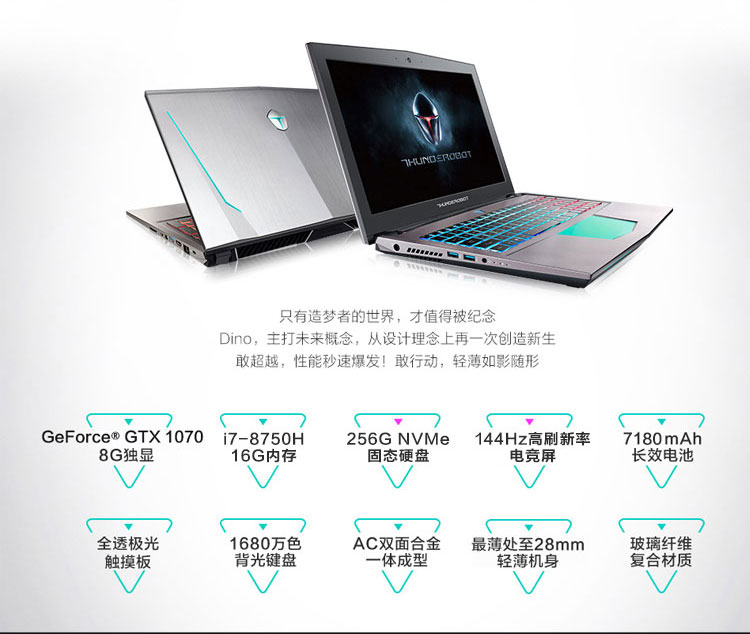 THUNDEROBOT
THUNDEROBOT
只有造梦者的世界，才值得被纪念
Dino，主打未来概念，从设计理念上再一次创造新生
敢超越，性能秒速爆发！敢行动，轻薄如影随形
GeForce® GTX 1070
8G独显
i7-8750H
16G内存
256G NVMe
固态硬盘
144Hz高刷新率
电竞屏
7180mAh
长效电池
全透极光
触摸板
1680万色
背光键盘
AC双面合金
一体成型
最薄处至28mm
轻薄机身
玻璃纤维
复合材质